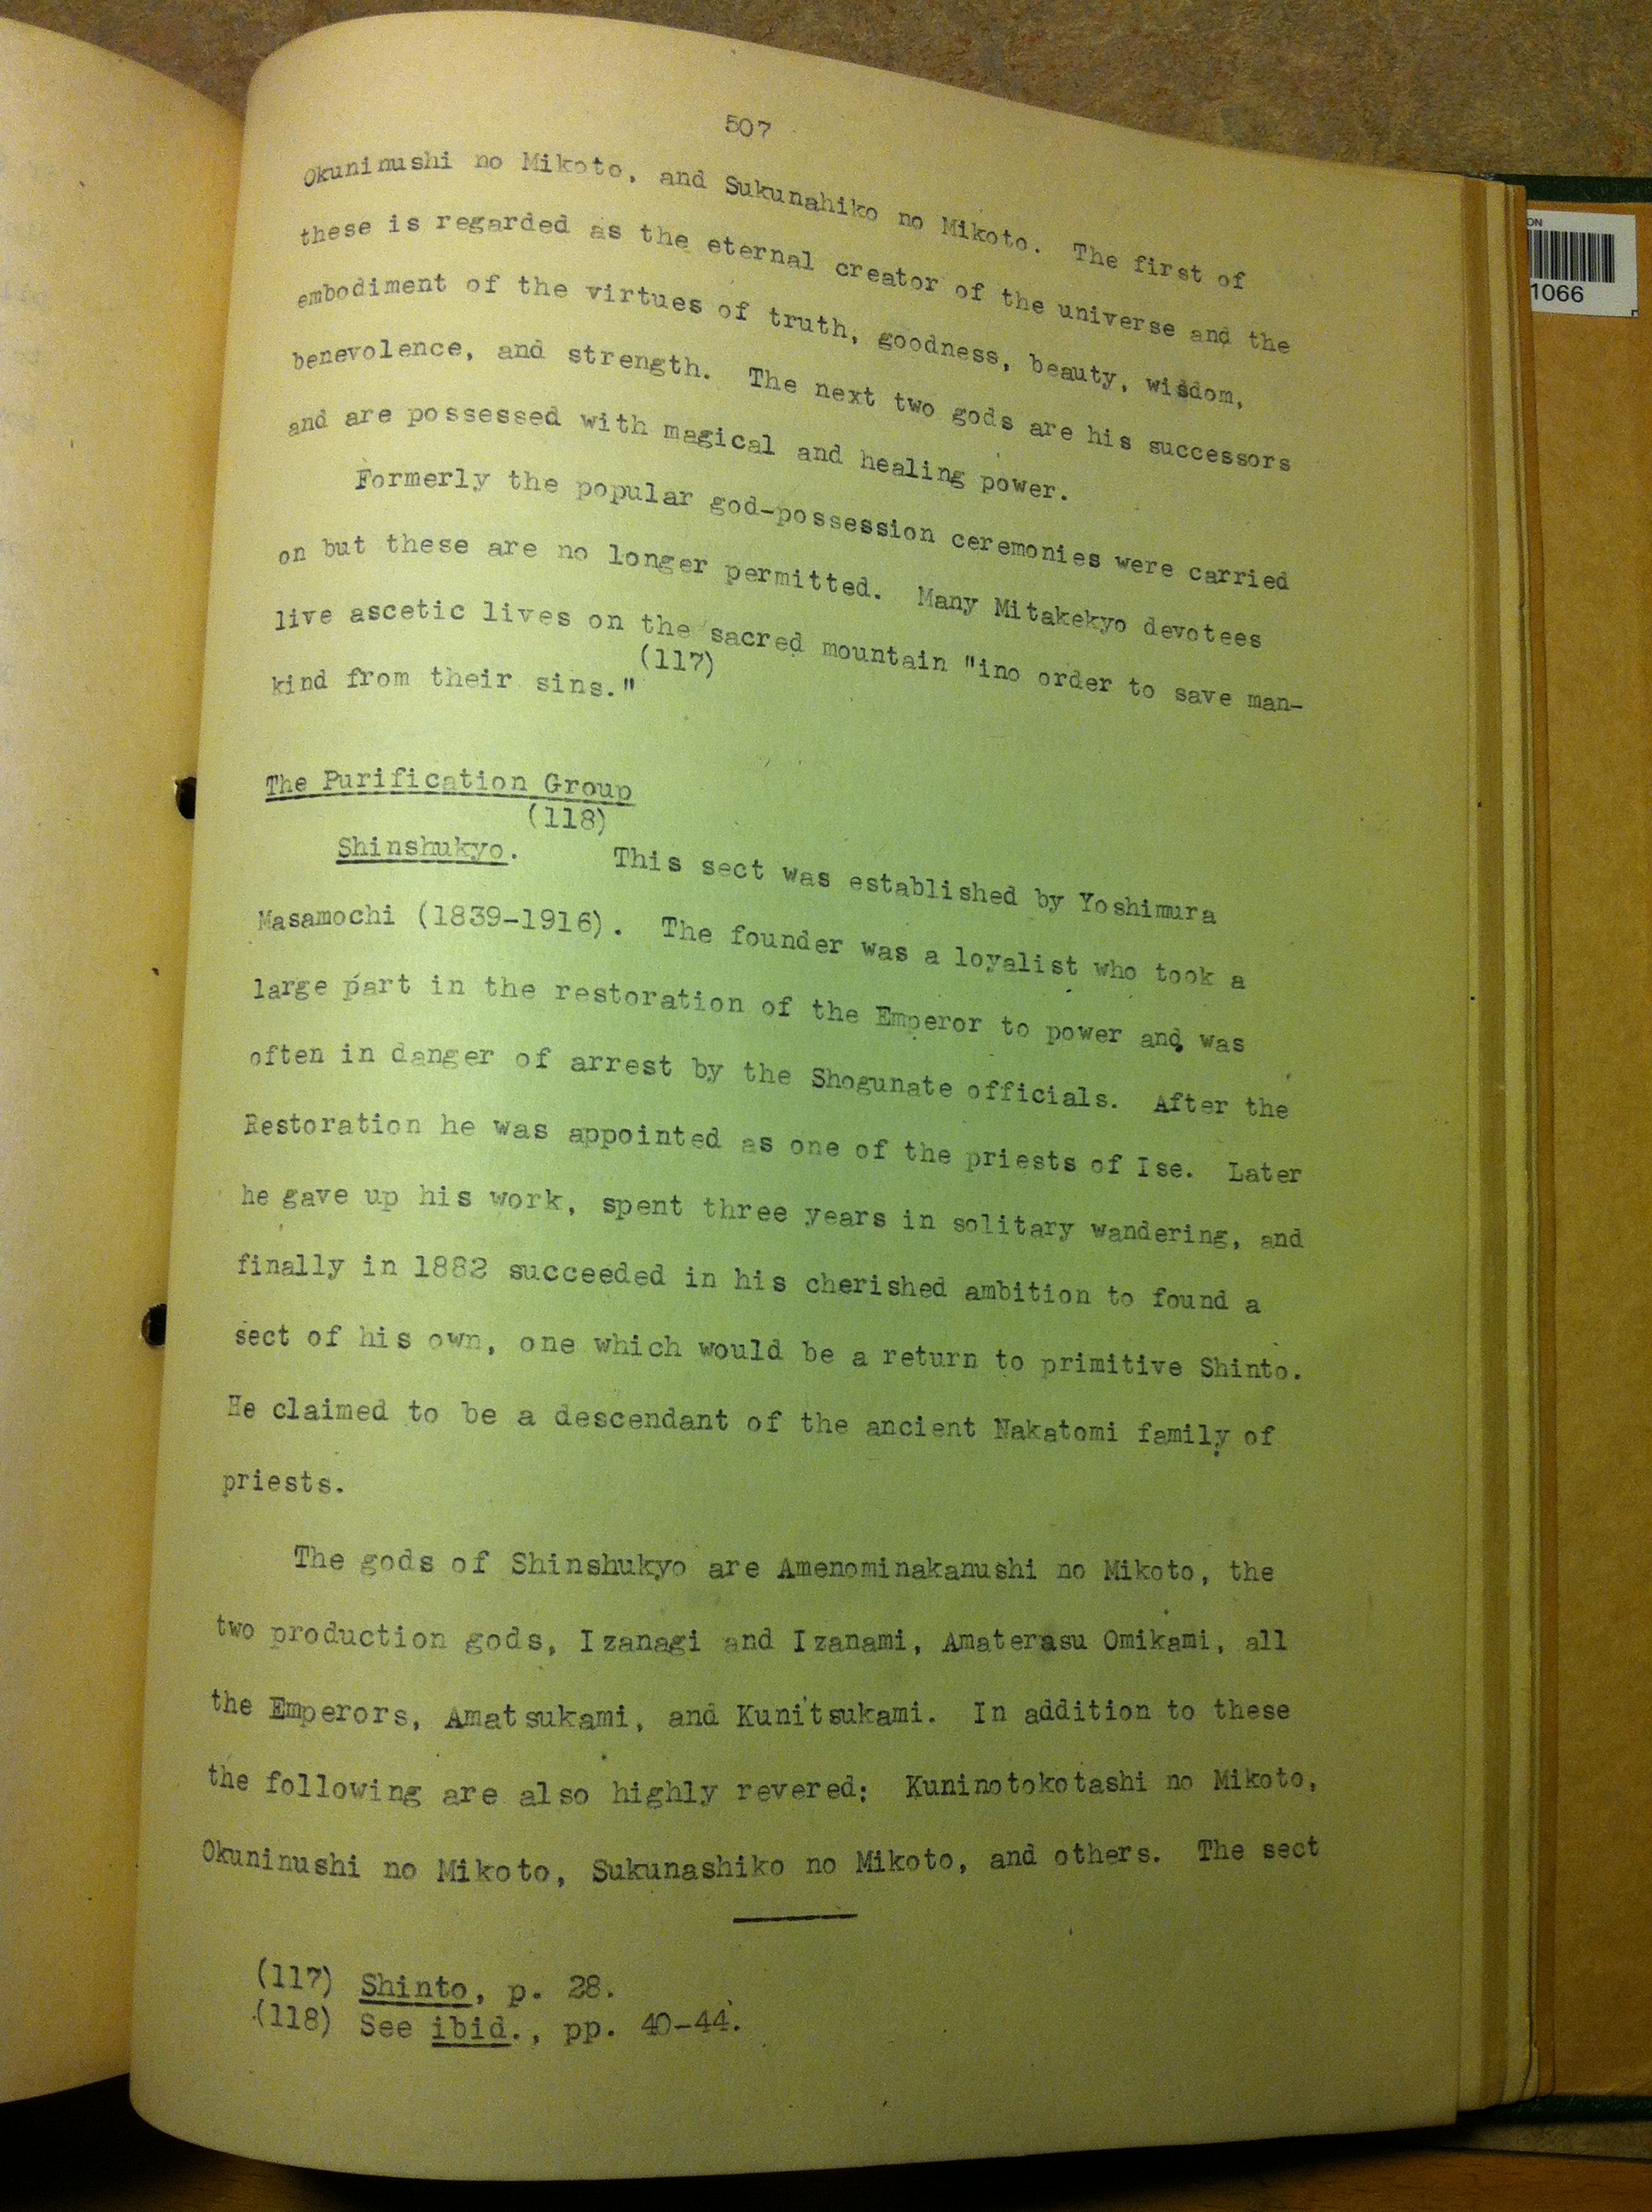 507
Okuninushi no Mikoto, and Sukunahiko no Mikoto. The first of
these is regarded as the eternal creator of the universe and the
embodiment of the virtues of truth, goodness, beauty, wisdom,
benevolence, and strength. The next two gods are his successors
and are possessed with magical and healing power.
Formerly the popular god-possession ceremonies were carried
on but these are no longer permitted. Many Mitakekyo devotees
live ascetic lives on the sacred mountain "ino order to save man-
kind from their sins." (117)
The Purification Group
Shinshukyo. (118) This sect was established by Yoshimura
Masamochi (1839-1916). The founder was a loyalist who took a
large part in the restoration of the Emperor to power and was
often in danger of arrest by the Shogunate officials. After the
Restoration he was appointed as one of the priests of Ise. Later
he gave up his work, spent three years in solitary wandering, and
finally in 1882 succeeded in his cherished ambition to found a
sect of his own, one which would be a return to primitive Shinto.
He claimed to be a descendant of the ancient Nakatomi family of
priests.
The gods of Shinshukyo are Amenominakanushi no Mikoto, the
two production gods, Izanagi and Izanami, Amaterasu Omikami, all
the Emperors, Amatsukami, and Kunitsukami. In addition to these
the following are also highly revered: Kuninotokotashi no Mikoto,
Okuninushi no Mikoto, Sukunashiko no Mikoto, and others. The sect
(117) Shinto, p. 28.
(118) See ibid., pp. 40-44.
ON
1066